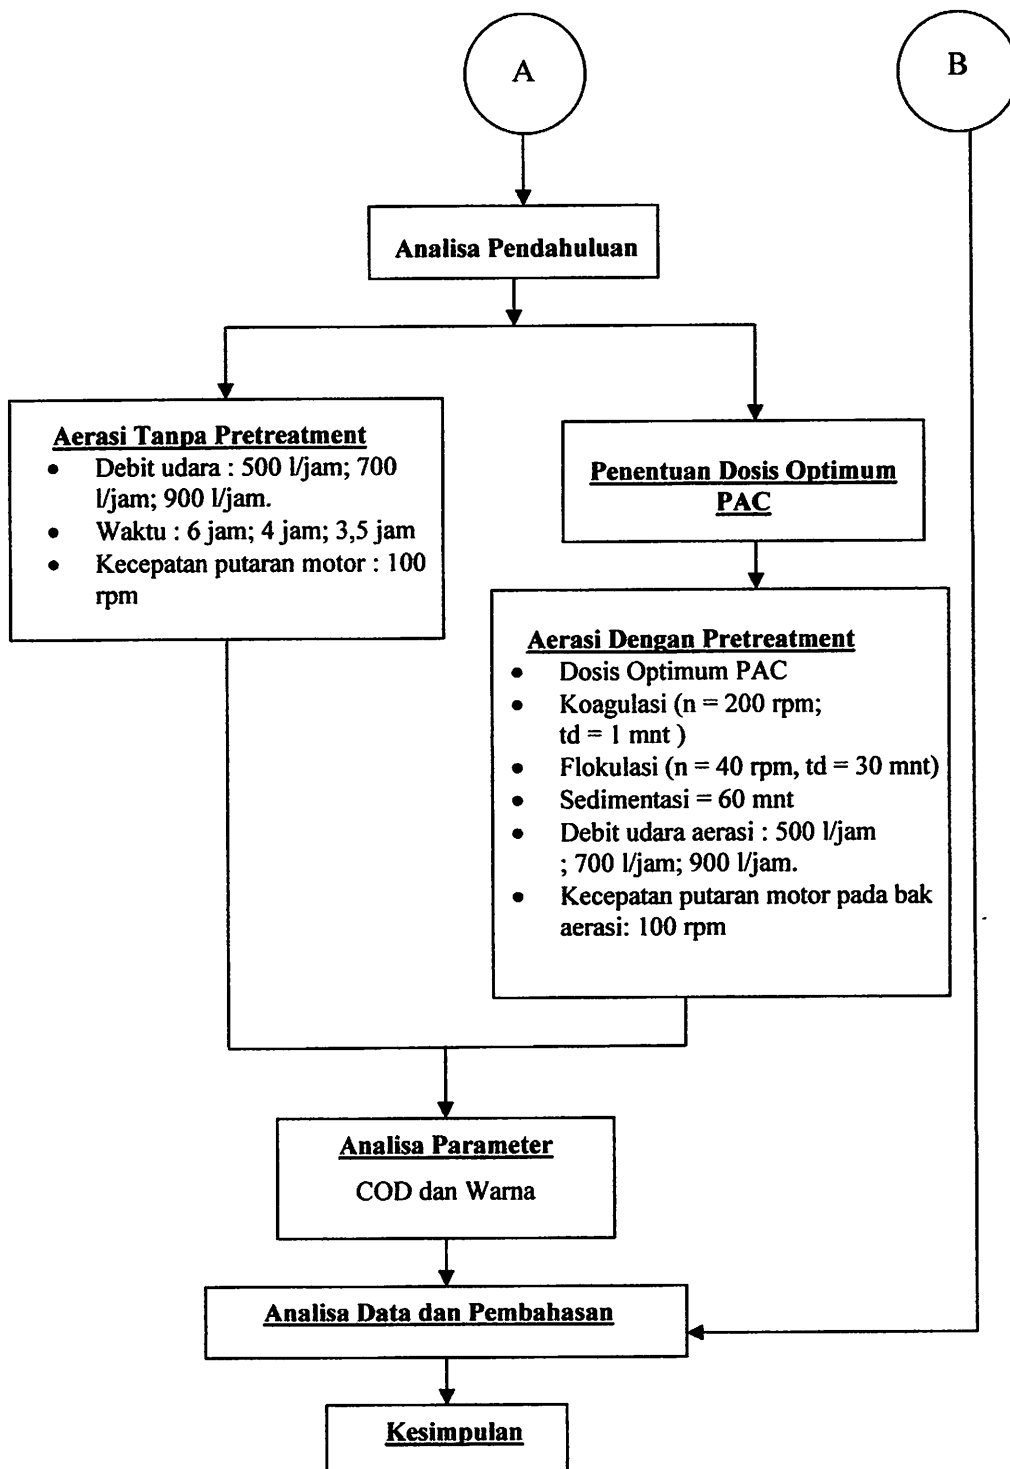 A
B
Analisa Pendahuluan
Aerasi Tanpa Pretreatment
• Debit udara : 500 l/jam; 700
l/jam; 900 l/jam.
• Waktu : 6 jam; 4 jam; 3,5 jam
• Kecepatan putaran motor : 100
rpm
Penentuan Dosis Optimum
PAC
Aerasi Dengan Pretreatment
• Dosis Optimum PAC
• Koagulasi (n = 200 rpm;
td = 1 mnt )
• Flokulasi (n = 40 rpm, td = 30 mnt)
• Sedimentasi = 60 mnt
• Debit udara aerasi : 500 l/jam
; 700 l/jam; 900 l/jam.
• Kecepatan putaran motor pada bak
aerasi: 100 rpm
Analisa Parameter
COD dan Warna
Analisa Data dan Pembahasan
Kesimpulan